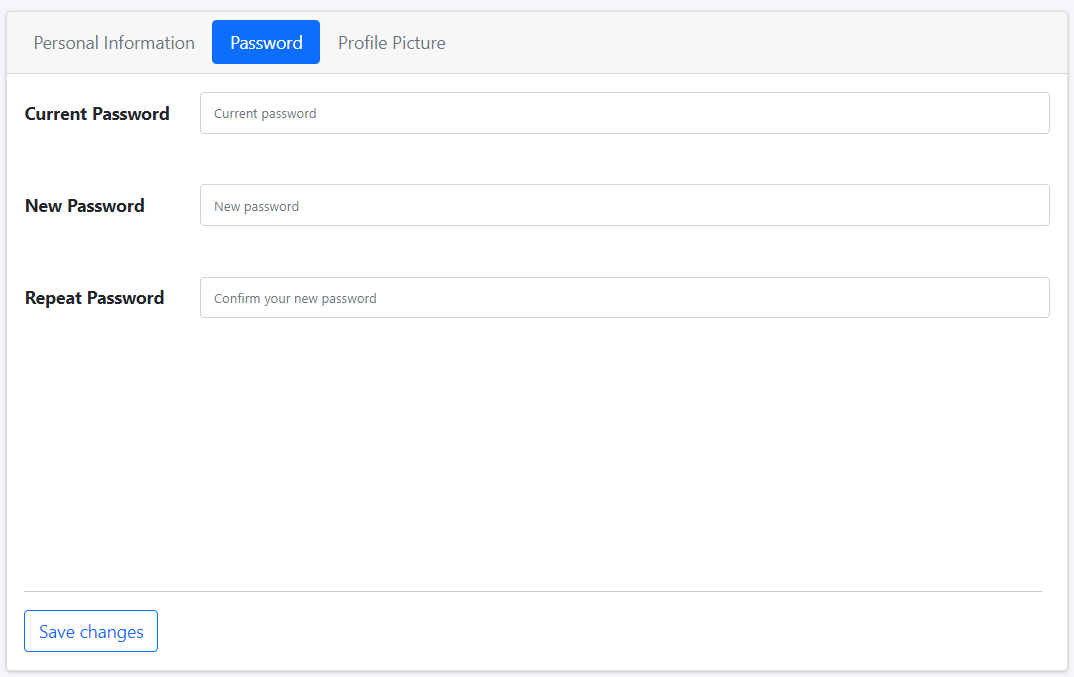 Personal Information Password Profile Picture
Current Password Current password
New Password New password
Repeat Password Confirm your new password
Save changes